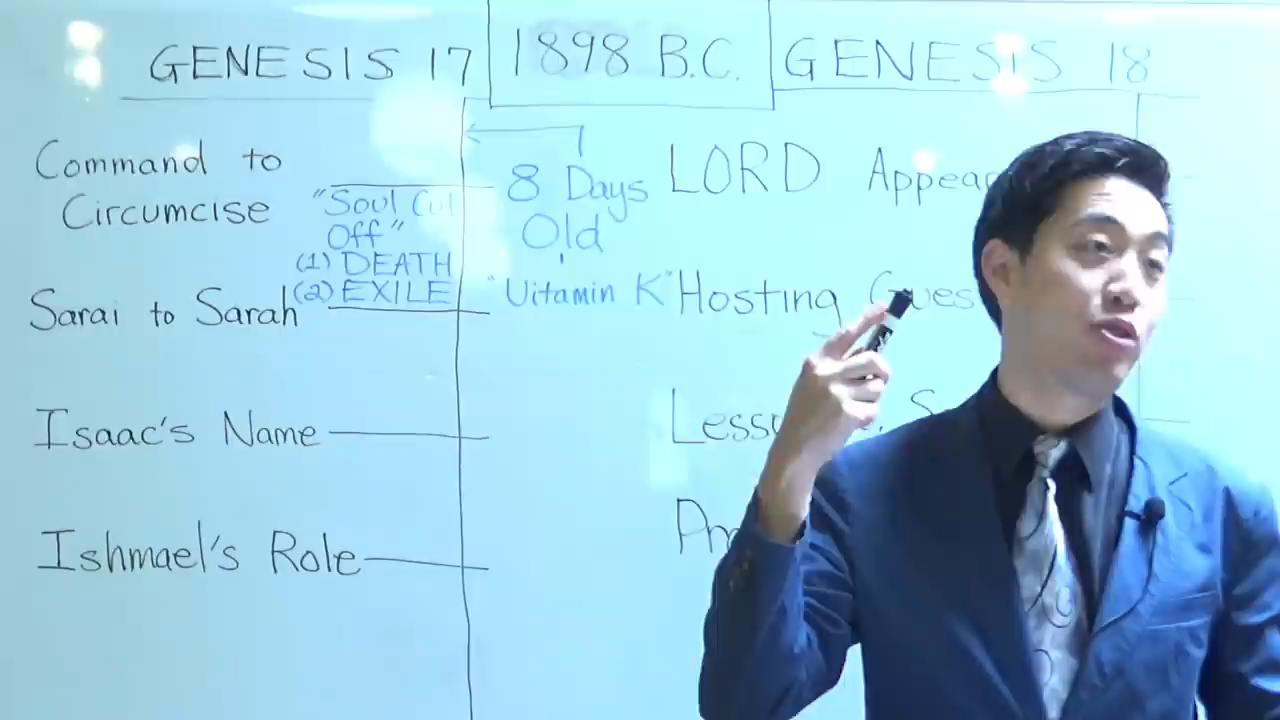 GENESIS 17
1898 B.C.
GENESIS 18
Command to
Circumcise
"Soul Cut
Off"
(1) DEATH
(2) EXILE
8 Days
Old
"Vitamin K"
Sarai to Sarah
Isaac's Name
Ishmael's Role
LORD
Hosting